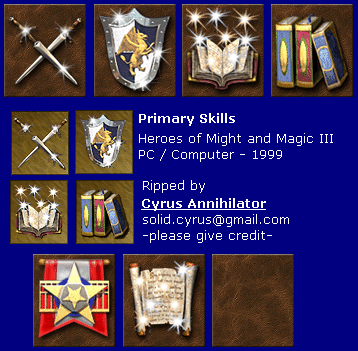 Primary Skills
Heroes of Might and Magic III
PC / Computer - 1999
Ripped by
Cyrus Annihilator
solid.cyrus@gmail.com
-please give credit-